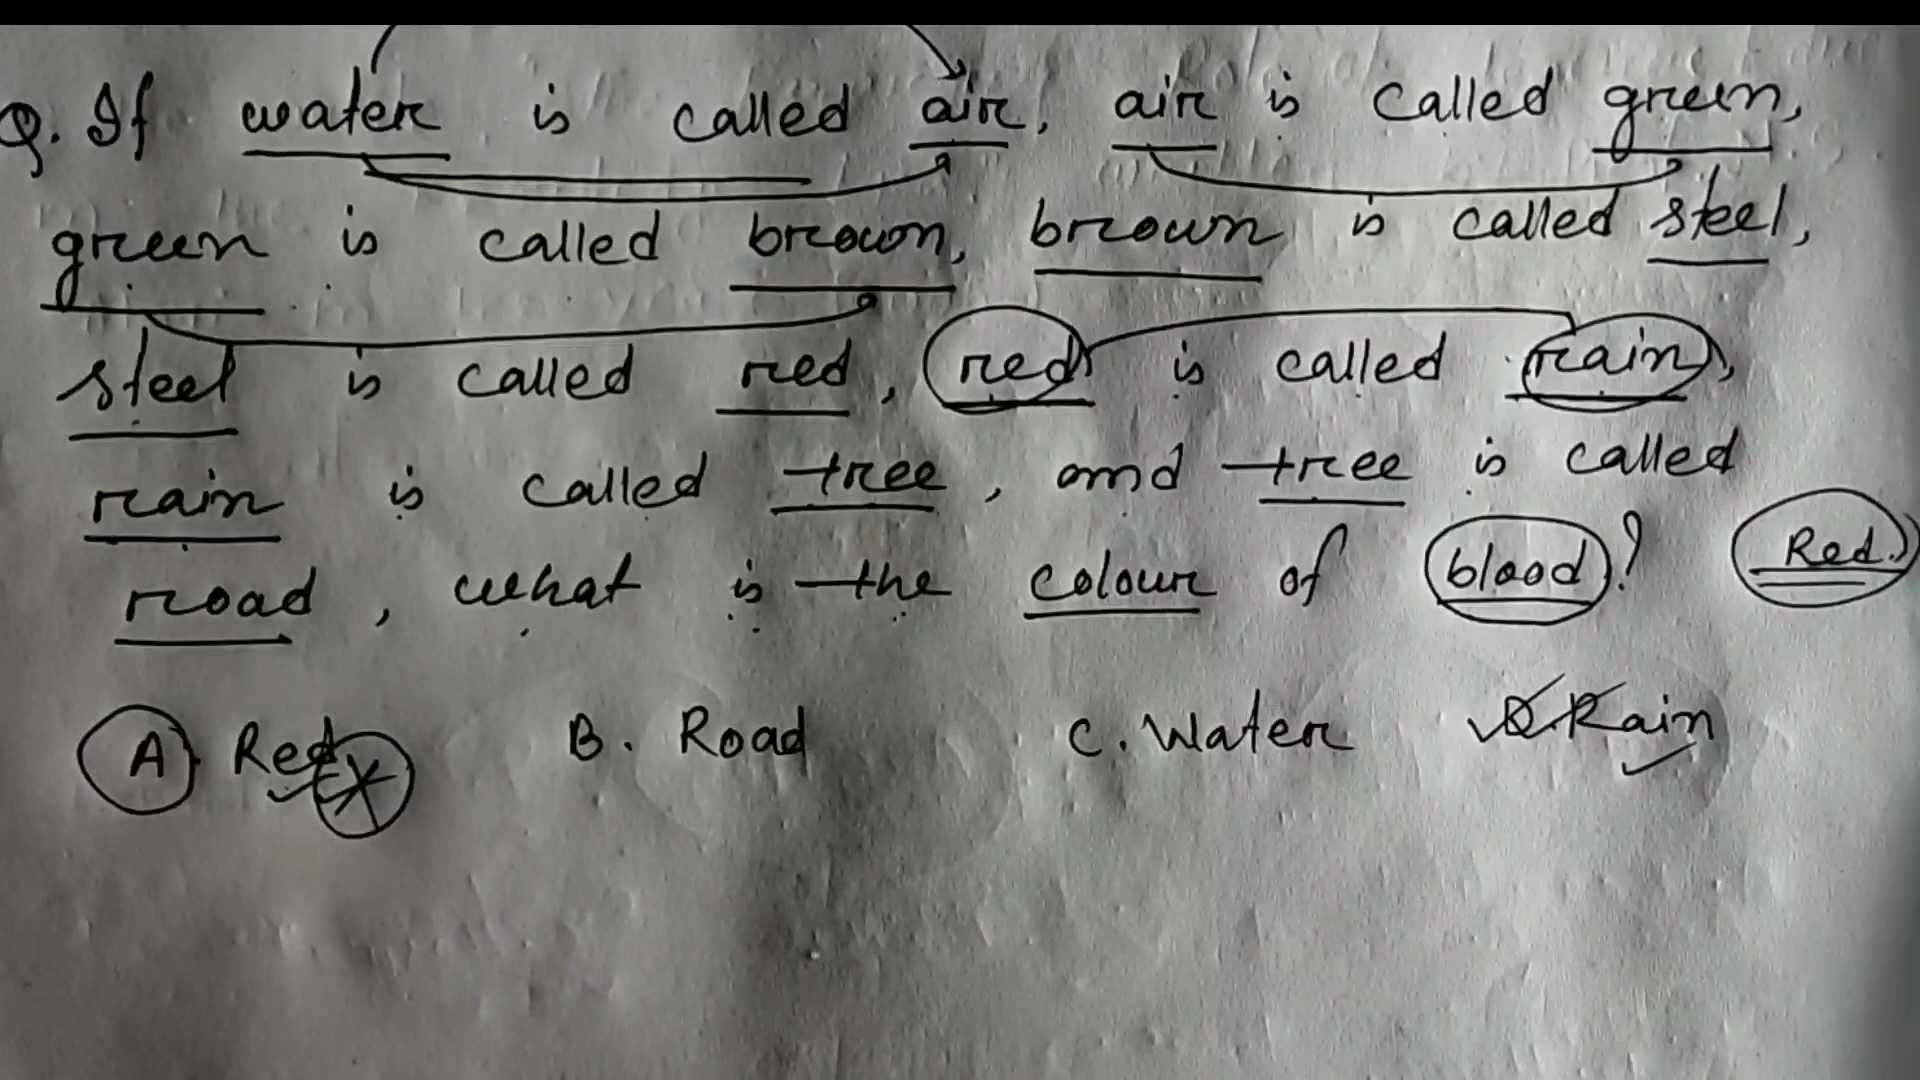 Q. If water is called air, air is called green,
green is called brown, brown is called steel,
steel is called red, red is called rain,
rain is called tree, and tree is called
road, what is the colour of blood? Red.
A. Red B. Road C. Water D. Rain